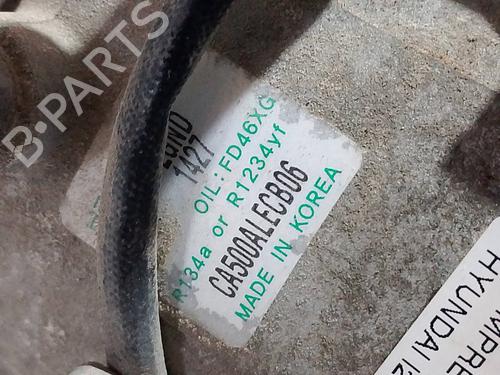 B-PARTS
1427
OIL: FD46XG
R134a or R1234yf
CA500ALECB06
MADE IN KOREA
HYUNDAI